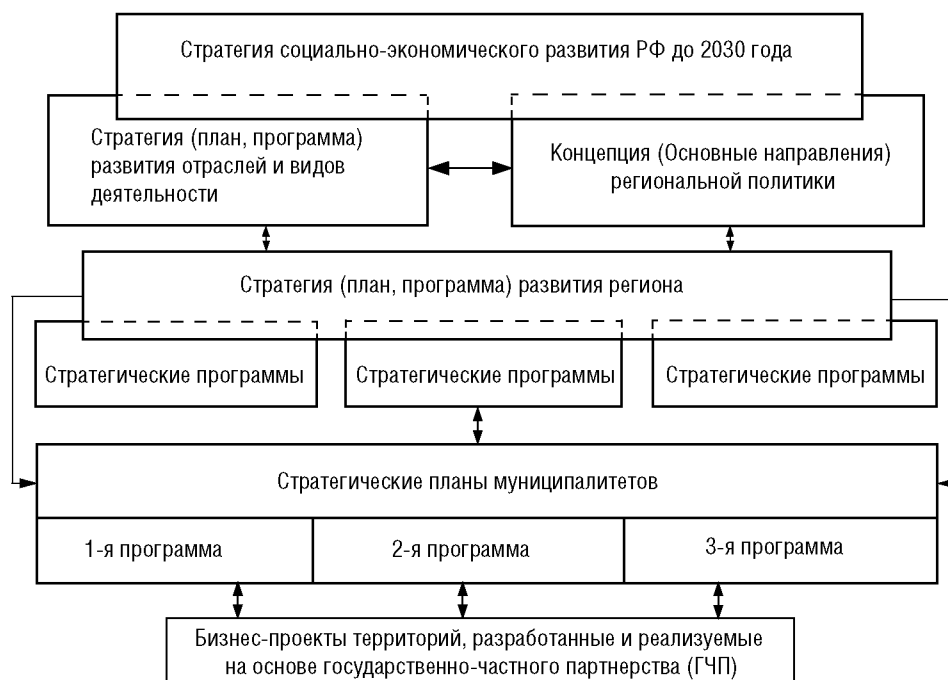 Стратегия социально-экономического развития РФ до 2030 года
Стратегия (план, программа)
развития отраслей и видов
деятельности
Концепция (Основные направления)
региональной политики
Стратегия (план, программа) развития региона
Стратегические программы
Стратегические программы
Стратегические программы
Стратегические планы муниципалитетов
1-я программа
2-я программа
3-я программа
Бизнес-проекты территорий, разработанные и реализуемые
на основе государственно-частного партнерства (ГЧП)